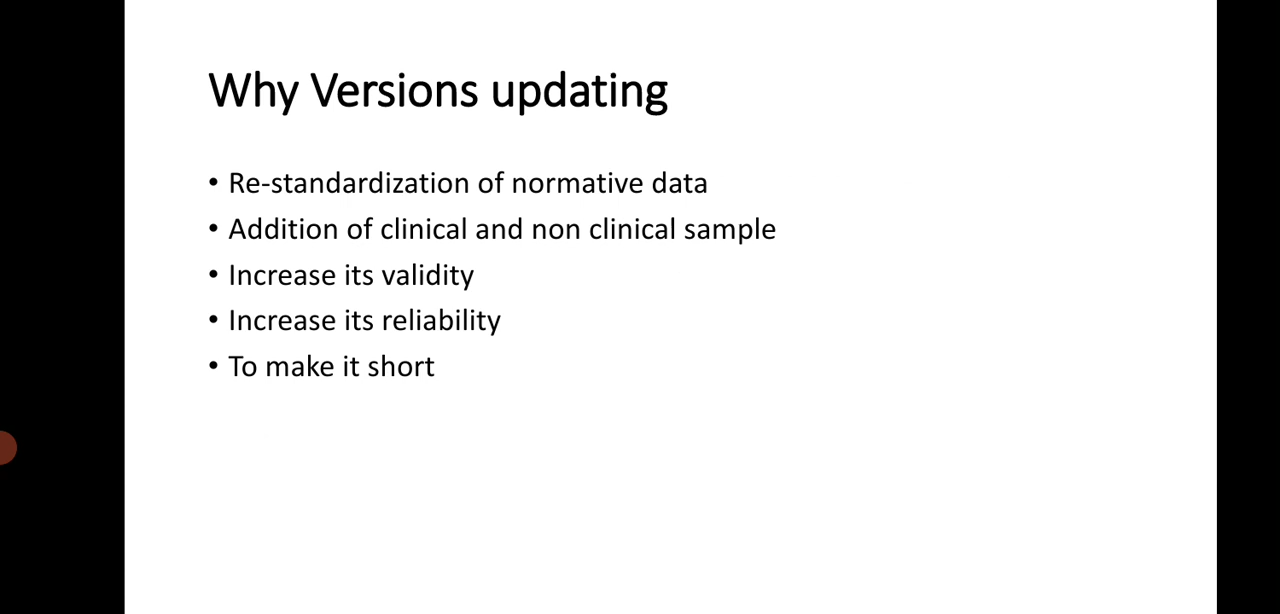 Why Versions updating
• Re-standardization of normative data
• Addition of clinical and non clinical sample
• Increase its validity
• Increase its reliability
• To make it short